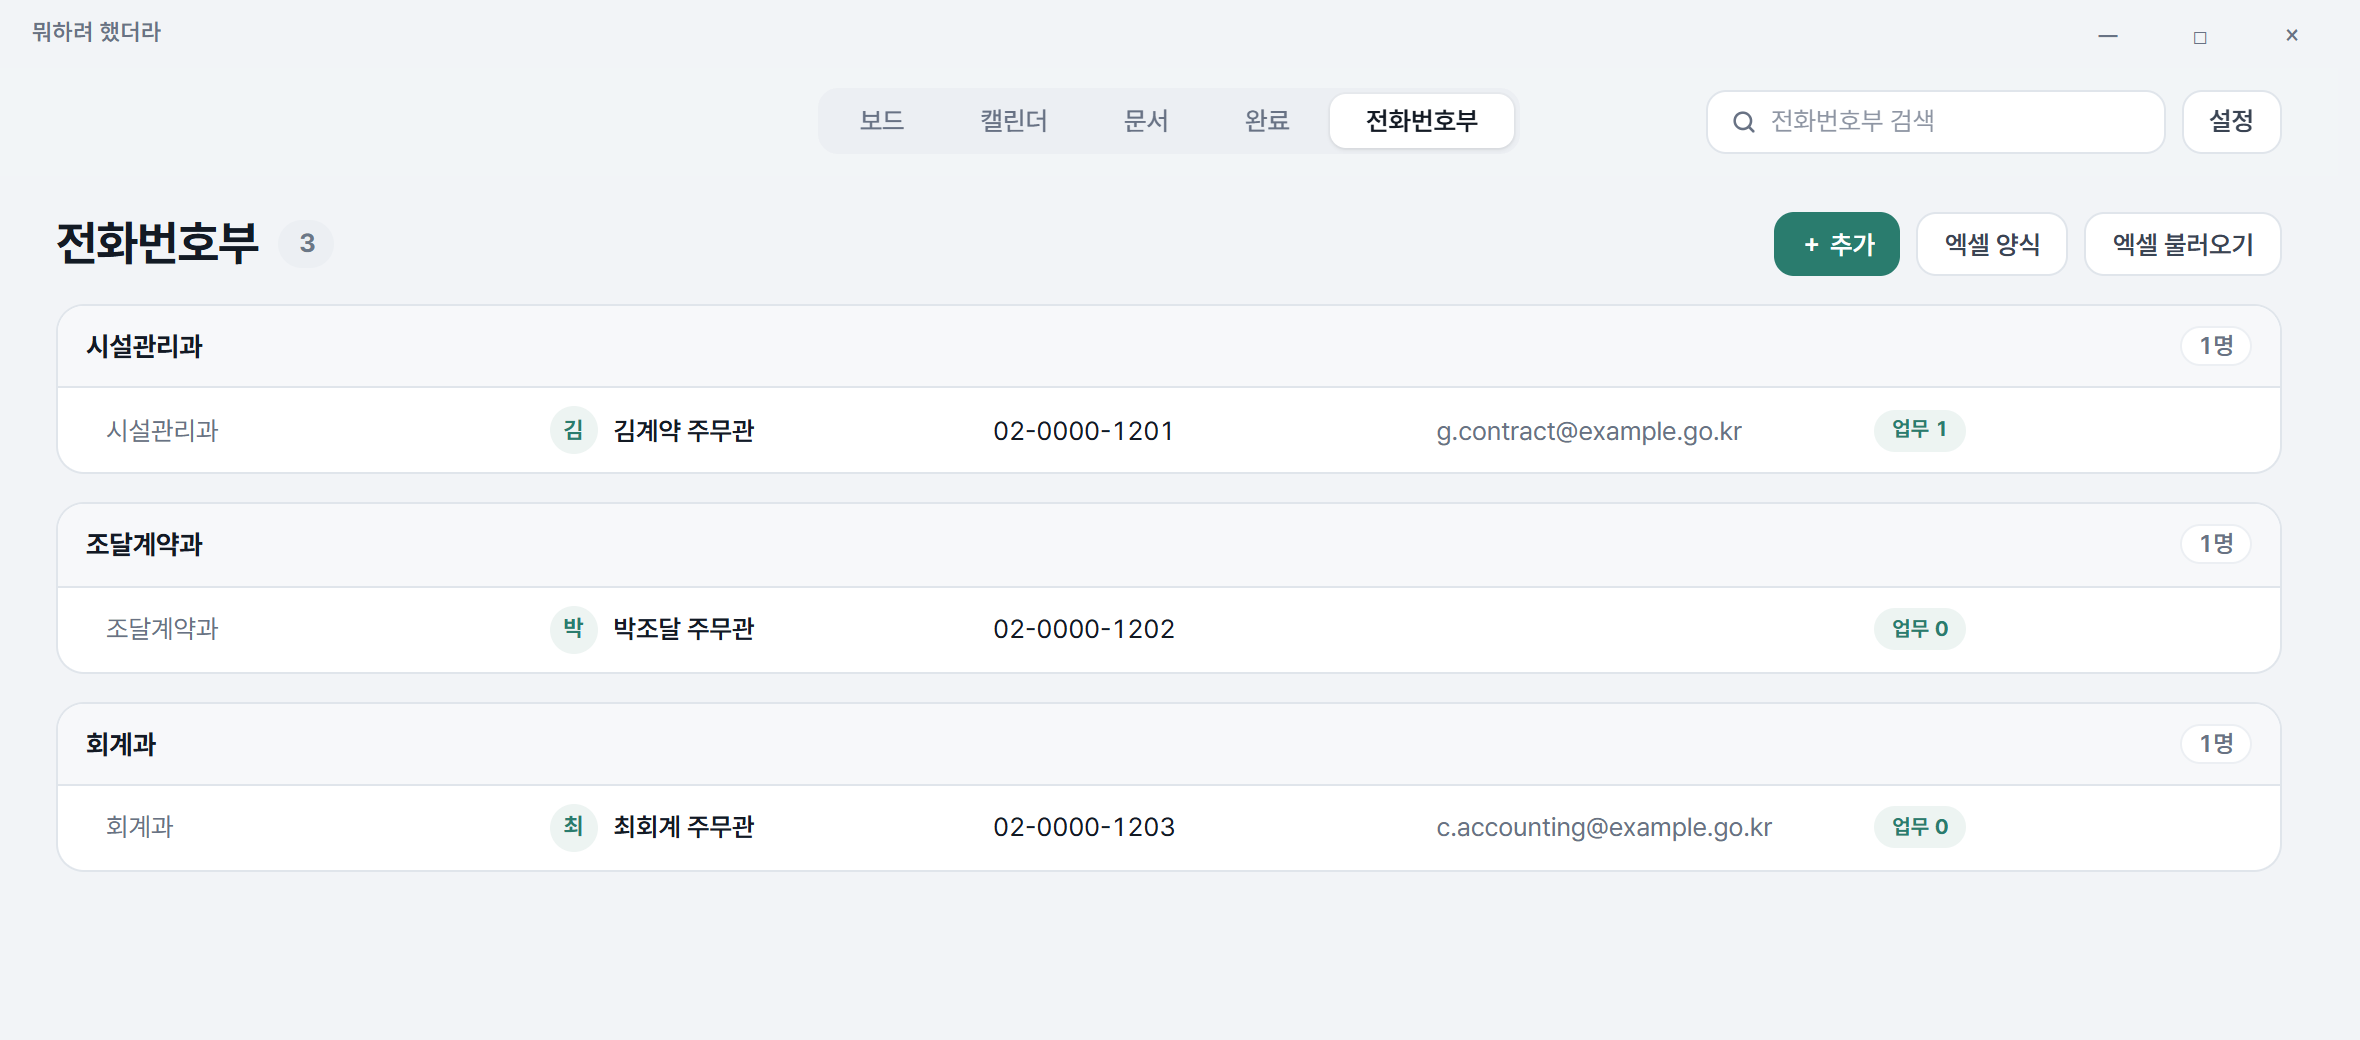 뭐하려 했더라
보드 캘린더 문서 완료 전화번호부 전화번호부 검색 설정
전화번호부 3 + 추가 엑셀 양식 엑셀 불러오기
시설관리과 1명
시설관리과 김 김계약 주무관 02-0000-1201 g.contract@example.go.kr 업무 1
조달계약과 1명
조달계약과 박 박조달 주무관 02-0000-1202 업무 0
회계과 1명
회계과 최 최회계 주무관 02-0000-1203 c.accounting@example.go.kr 업무 0